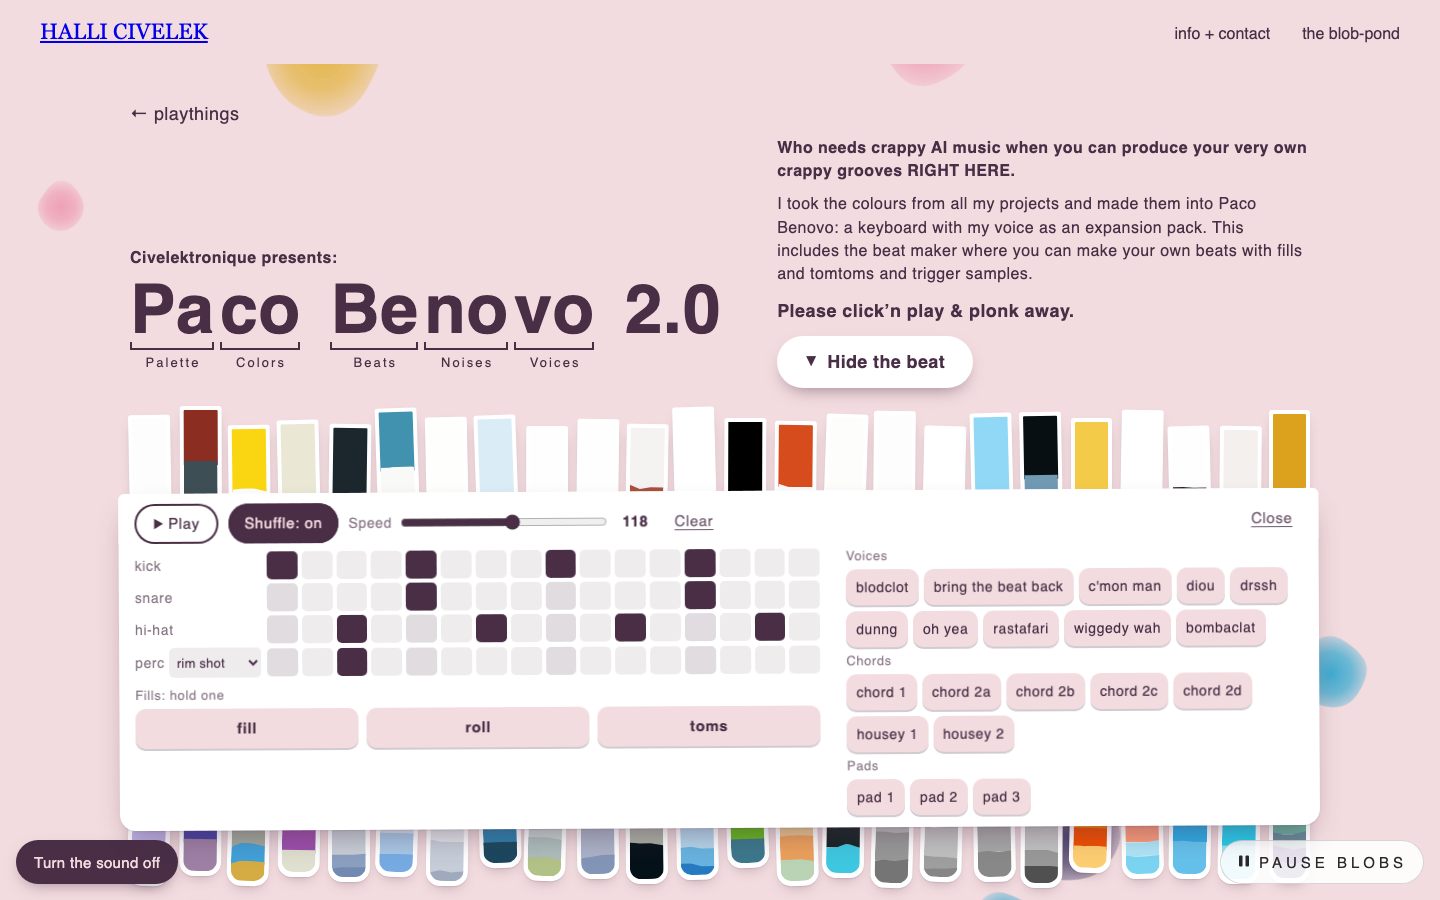 HALLI CIVELEK
info + contact
the blob-pond
← playthings
Civelektronique presents:
Paco Benovo 2.0
Palette
Colors
Beats
Noises
Voices
Who needs crappy AI music when you can produce your very own
crappy grooves RIGHT HERE.
I took the colours from all my projects and made them into Paco
Benovo: a keyboard with my voice as an expansion pack. This
includes the beat maker where you can make your own beats with fills
and tomtoms and trigger samples.
Please click’n play & plonk away.
▼ Hide the beat
Play
Shuffle: on
Speed
118
Clear
Close
kick
snare
hi-hat
perc
rim shot
Fills: hold one
fill
roll
toms
Voices
blodclot
bring the beat back
c'mon man
diou
drssh
dunng
oh yea
rastafari
wiggedy wah
bombaclat
Chords
chord 1
chord 2a
chord 2b
chord 2c
chord 2d
housey 1
housey 2
Pads
pad 1
pad 2
pad 3
Turn the sound off
PAUSE BLOBS